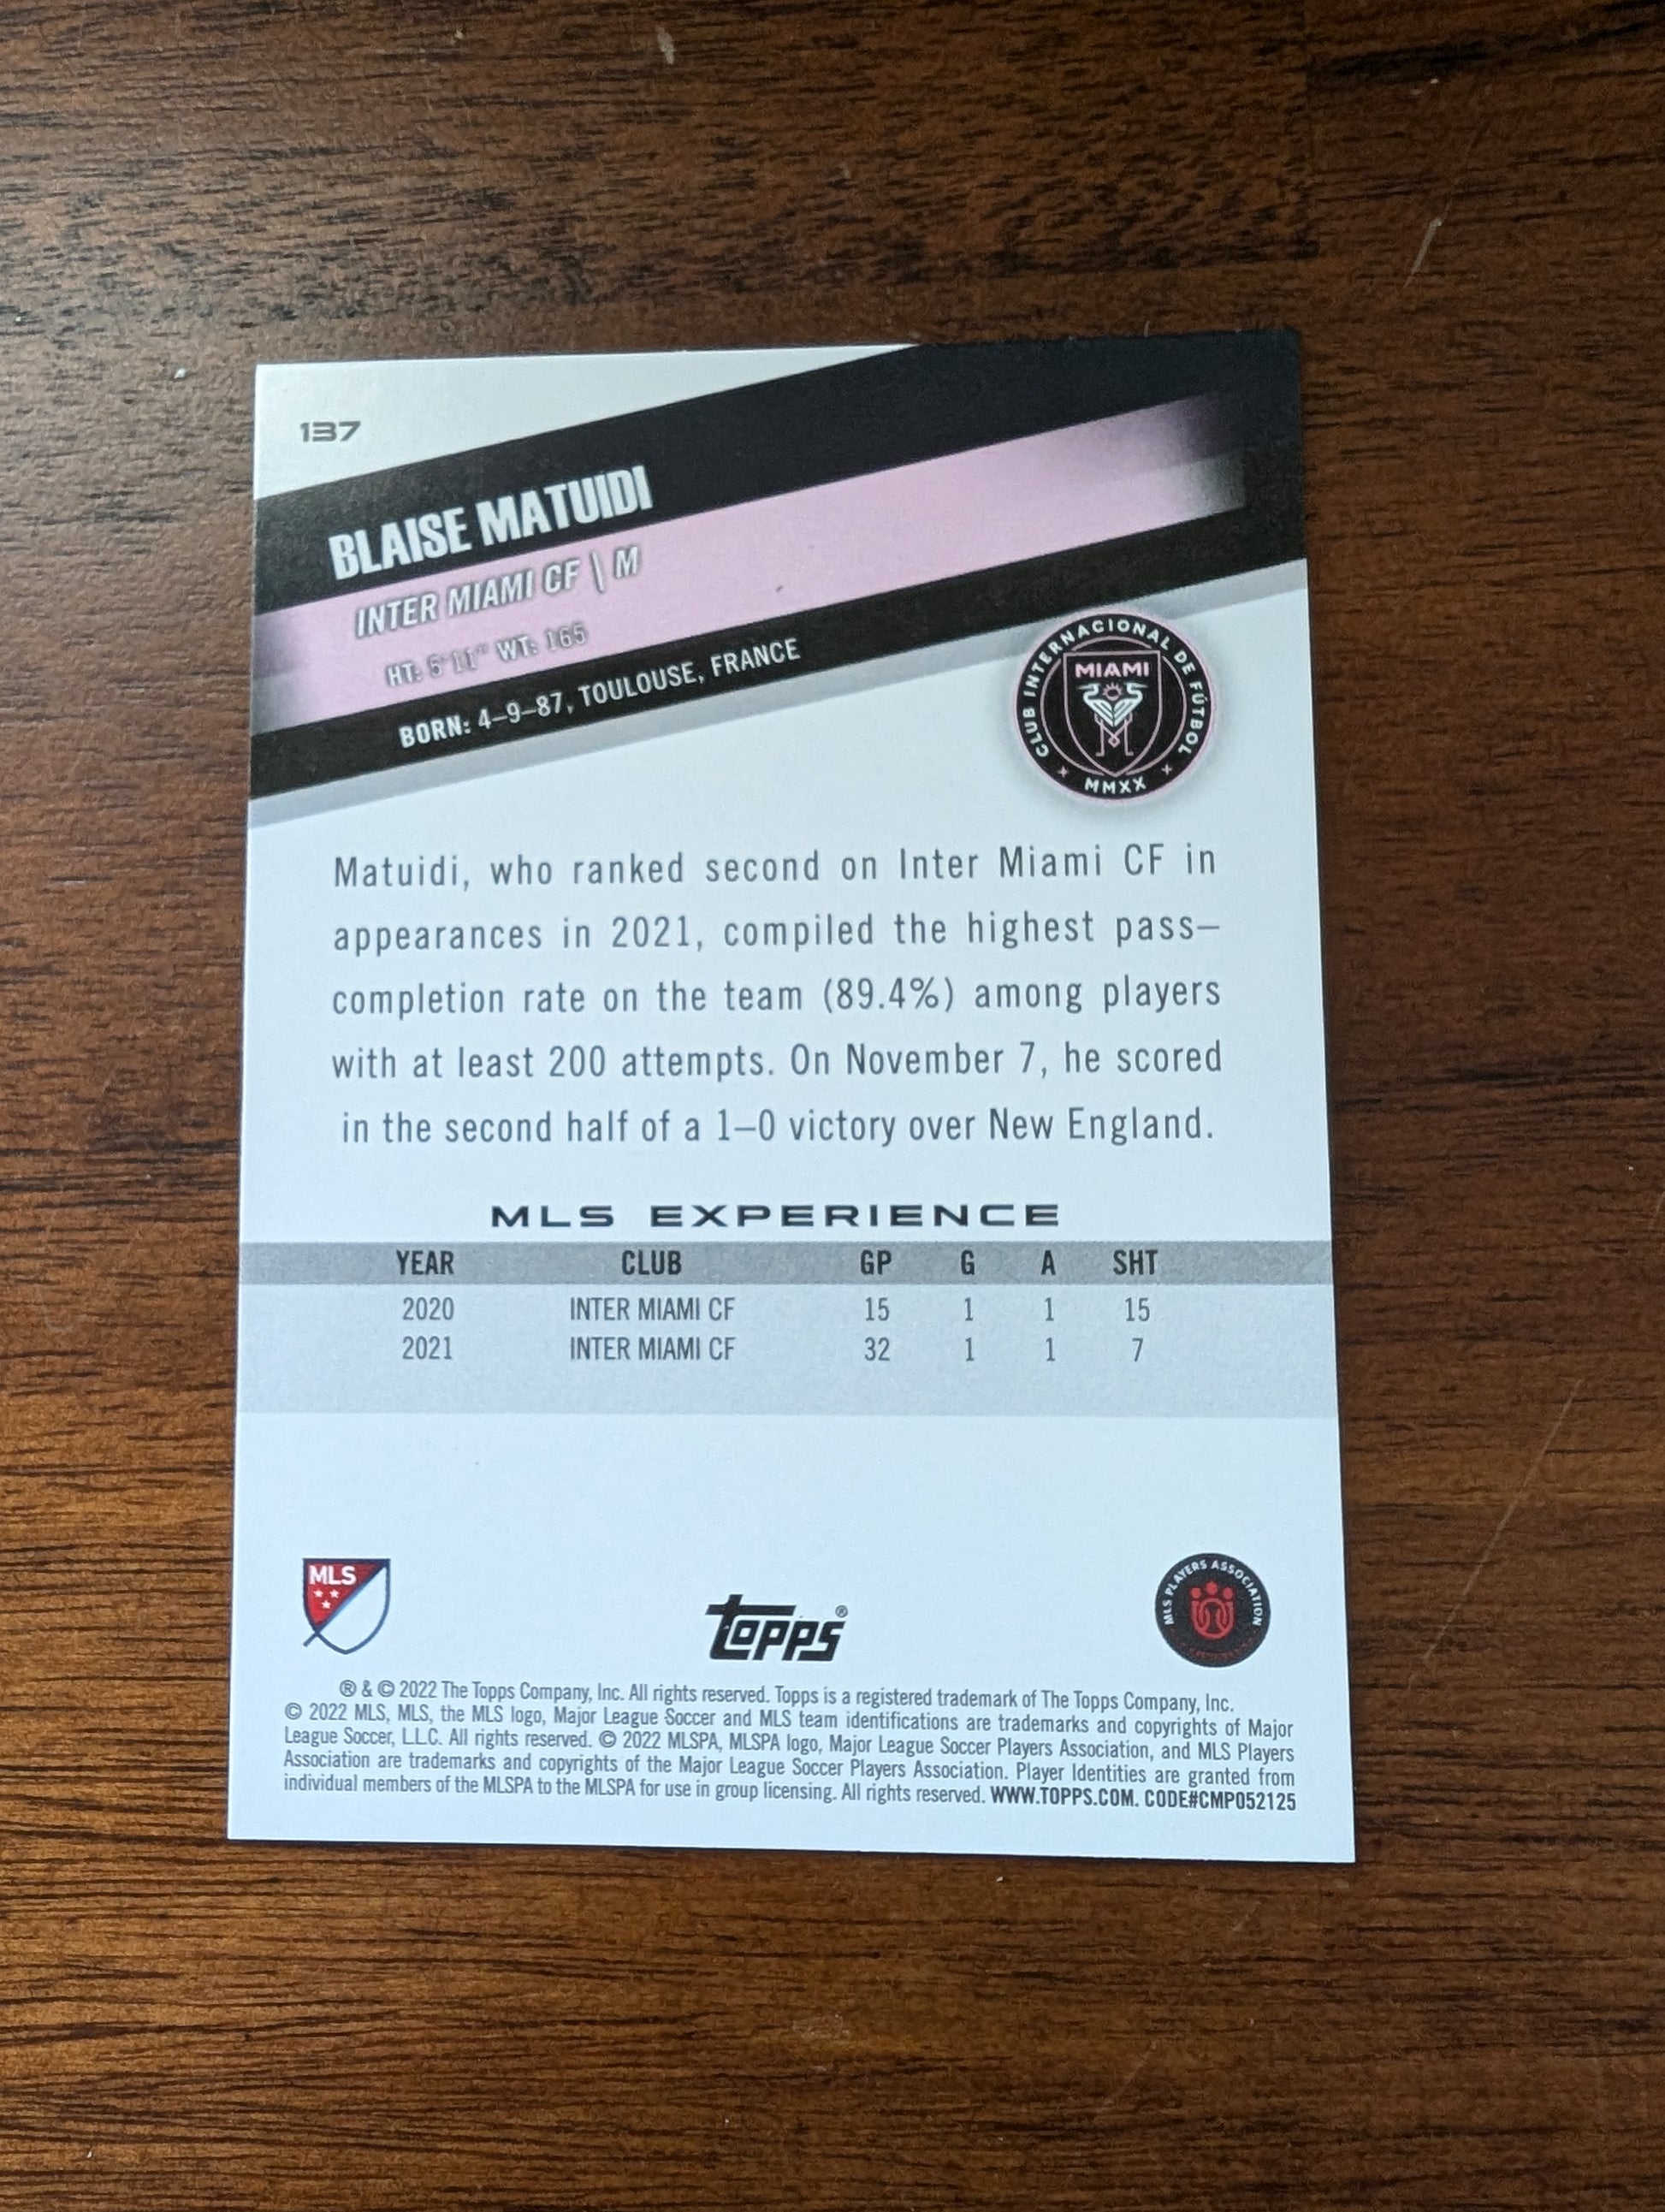 137
BLAISE MATUIDI
INTER MIAMI CF \ M
HT: 5'11" WT: 165
BORN: 4–9–87, TOULOUSE, FRANCE
CLUB INTERNACIONAL DE FÚTBOL
MIAMI
MMXX
Matuidi, who ranked second on Inter Miami CF in
appearances in 2021, compiled the highest pass–
completion rate on the team (89.4%) among players
with at least 200 attempts. On November 7, he scored
in the second half of a 1–0 victory over New England.
MLS EXPERIENCE
YEAR CLUB GP G A SHT
2020 INTER MIAMI CF 15 1 1 15
2021 INTER MIAMI CF 32 1 1 7
MLS
topps®
MLS PLAYERS ASSOCIATION
® & © 2022 The Topps Company, Inc. All rights reserved. Topps is a registered trademark of The Topps Company, Inc.
© 2022 MLS, MLS, the MLS logo, Major League Soccer and MLS team identifications are trademarks and copyrights of Major
League Soccer, L.L.C. All rights reserved. © 2022 MLSPA, MLSPA logo, Major League Soccer Players Association, and MLS Players
Association are trademarks and copyrights of the Major League Soccer Players Association. Player Identities are granted from
individual members of the MLSPA to the MLSPA for use in group licensing. All rights reserved. WWW.TOPPS.COM. CODE#CMP052125